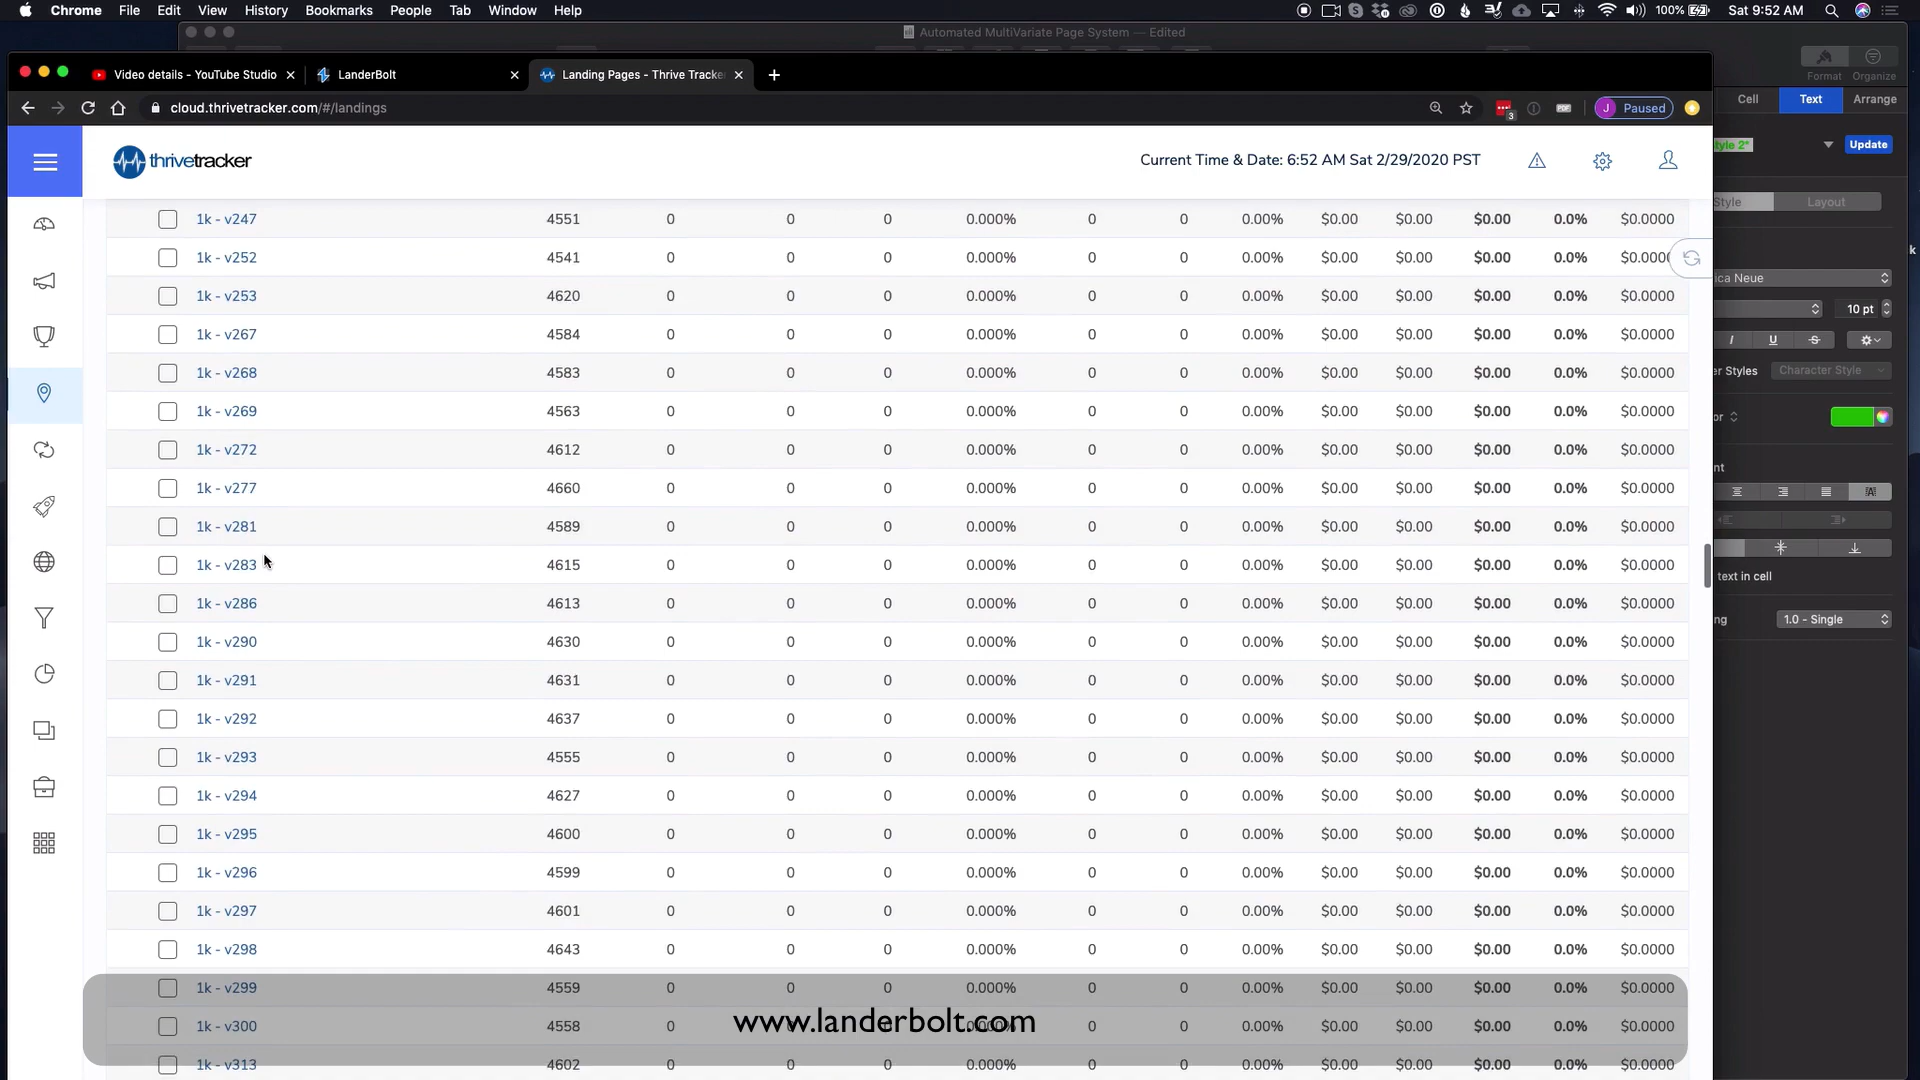 Chrome File Edit View History Bookmarks People Tab Window Help 100% Sat 9:52 AM
Automated MultiVariate Page System — Edited
Video details - YouTube Studio LanderBolt Landing Pages - Thrive Tracke
Format Organize
cloud.thrivetracker.com/#/landings 3 J Paused
Cell Text Arrange
thrivetracker Current Time & Date: 6:52 AM Sat 2/29/2020 PST
tyle 2* Update
Style Layout
1k - v247 4551 0 0 0 0.000% 0 0 0.00% $0.00 $0.00 $0.00 0.0% $0.0000
1k - v252 4541 0 0 0 0.000% 0 0 0.00% $0.00 $0.00 $0.00 0.0% $0.0000
k
ica Neue
1k - v253 4620 0 0 0 0.000% 0 0 0.00% $0.00 $0.00 $0.00 0.0% $0.0000
10 pt
1k - v267 4584 0 0 0 0.000% 0 0 0.00% $0.00 $0.00 $0.00 0.0% $0.0000
I U S
1k - v268 4583 0 0 0 0.000% 0 0 0.00% $0.00 $0.00 $0.00 0.0% $0.0000
er Styles Character Style
1k - v269 4563 0 0 0 0.000% 0 0 0.00% $0.00 $0.00 $0.00 0.0% $0.0000
or
1k - v272 4612 0 0 0 0.000% 0 0 0.00% $0.00 $0.00 $0.00 0.0% $0.0000
nt
1k - v277 4660 0 0 0 0.000% 0 0 0.00% $0.00 $0.00 $0.00 0.0% $0.0000
1k - v281 4589 0 0 0 0.000% 0 0 0.00% $0.00 $0.00 $0.00 0.0% $0.0000
1k - v283 4615 0 0 0 0.000% 0 0 0.00% $0.00 $0.00 $0.00 0.0% $0.0000
text in cell
1k - v286 4613 0 0 0 0.000% 0 0 0.00% $0.00 $0.00 $0.00 0.0% $0.0000
ng 1.0 - Single
1k - v290 4630 0 0 0 0.000% 0 0 0.00% $0.00 $0.00 $0.00 0.0% $0.0000
1k - v291 4631 0 0 0 0.000% 0 0 0.00% $0.00 $0.00 $0.00 0.0% $0.0000
1k - v292 4637 0 0 0 0.000% 0 0 0.00% $0.00 $0.00 $0.00 0.0% $0.0000
1k - v293 4555 0 0 0 0.000% 0 0 0.00% $0.00 $0.00 $0.00 0.0% $0.0000
1k - v294 4627 0 0 0 0.000% 0 0 0.00% $0.00 $0.00 $0.00 0.0% $0.0000
1k - v295 4600 0 0 0 0.000% 0 0 0.00% $0.00 $0.00 $0.00 0.0% $0.0000
1k - v296 4599 0 0 0 0.000% 0 0 0.00% $0.00 $0.00 $0.00 0.0% $0.0000
1k - v297 4601 0 0 0 0.000% 0 0 0.00% $0.00 $0.00 $0.00 0.0% $0.0000
1k - v298 4643 0 0 0 0.000% 0 0 0.00% $0.00 $0.00 $0.00 0.0% $0.0000
1k - v299 4559 0 0 0 0.000% 0 0 0.00% $0.00 $0.00 $0.00 0.0% $0.0000
www.landerbolt.com
1k - v300 4558 0 0 0.00% $0.00 $0.00 $0.00 0.0% $0.0000
1k - v313 4602 0 0 0 0.000% 0 0 0.00% $0.00 $0.00 $0.00 0.0% $0.0000